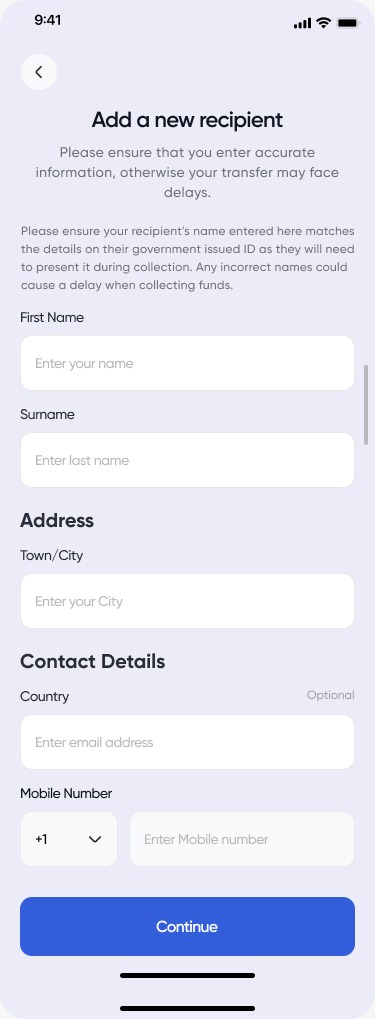 9:41
Add a new recipient
Please ensure that you enter accurate
information, otherwise your transfer may face
delays.
Please ensure your recipient's name entered here matches
the details on their government issued ID as they will need
to present it during collection. Any incorrect names could
cause a delay when collecting funds.
First Name
Enter your name
Surname
Enter last name
Address
Town/City
Enter your City
Contact Details
Country Optional
Enter email address
Mobile Number
+1 Enter Mobile number
Continue